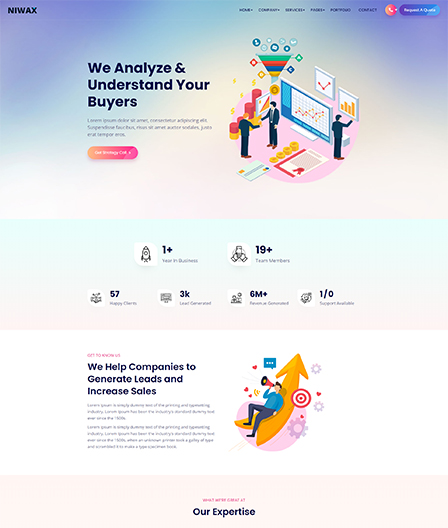 NIWAX
HOME COMPANY SERVICES PAGES PORTFOLIO CONTACT Request A Quote
We Analyze &
Understand Your
Buyers
Lorem ipsum dolor sit amet, consectetur adipiscing elit.
Suspendisse faucibus, risus sit amet auctor sodales, justo
erat tempor eros.
Get Strategy Call
1+
Year In Business
19+
Team Members
57
Happy Clients
3k
Lead Generated
6M+
Revenue Generated
1/0
Support Available
GET TO KNOW US
We Help Companies to
Generate Leads and
Increase Sales
Lorem Ipsum is simply dummy text of the printing and typesetting
industry. Lorem Ipsum has been the industry's standard dummy text
ever since the 1500s.
Lorem Ipsum is simply dummy text of the printing and typesetting
industry. Lorem Ipsum has been the industry's standard dummy text
ever since the 1500s, when an unknown printer took a galley of type
and scrambled it to make a type specimen book.
WHAT WE'RE GREAT AT
Our Expertise